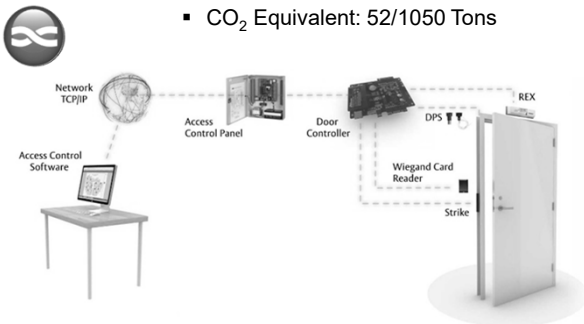 ▪ CO₂ Equivalent: 52/1050 Tons
Network
TCP/IP
REX
Access
Control Panel
Door
Controller
DPS
Access Control
Software
Wiegand Card
Reader
Strike